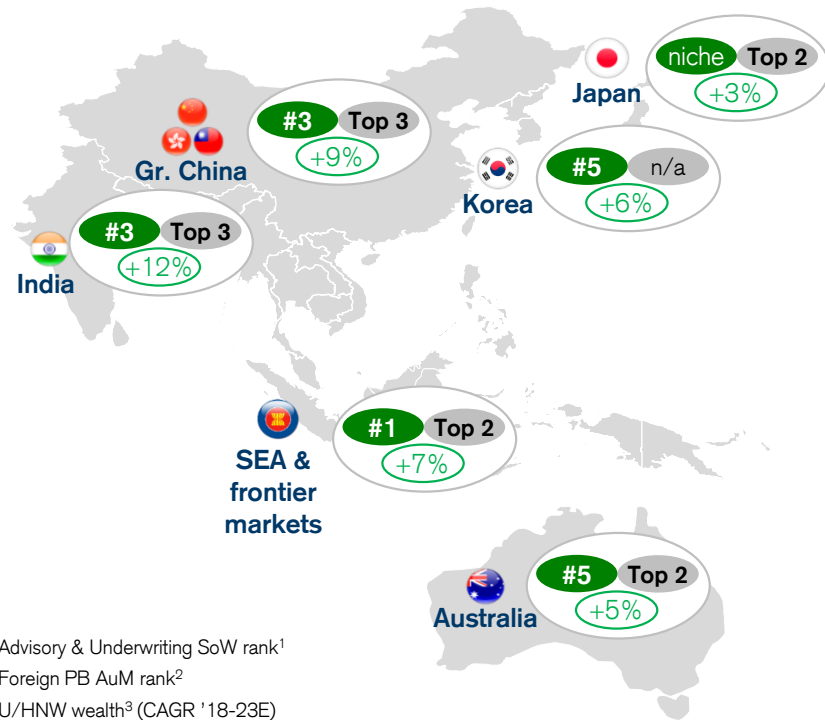 niche Top 2
+3%
Japan
#3 Top 3
+9%
Gr. China
#5 n/a
+6%
Korea
#3 Top 3
+12%
India
#1 Top 2
+7%
SEA &
frontier
markets
#5 Top 2
+5%
Australia
Advisory & Underwriting SoW rank¹
Foreign PB AuM rank²
U/HNW wealth³ (CAGR '18-23E)